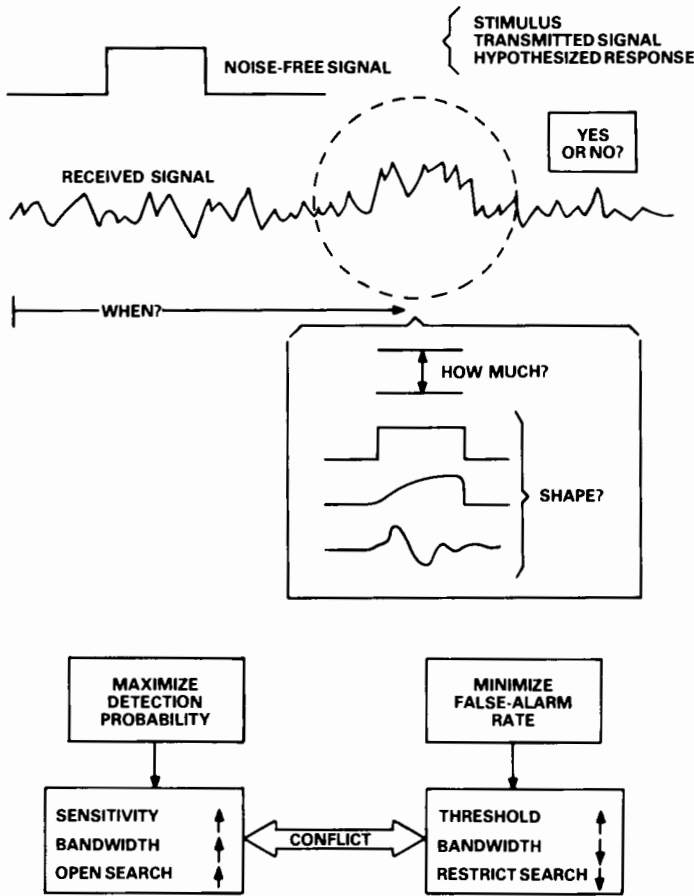 STIMULUS
TRANSMITTED SIGNAL
HYPOTHESIZED RESPONSE
NOISE-FREE SIGNAL
YES
OR NO?
RECEIVED SIGNAL
WHEN?
HOW MUCH?
SHAPE?
MAXIMIZE
DETECTION
PROBABILITY
MINIMIZE
FALSE-ALARM
RATE
SENSITIVITY
BANDWIDTH
OPEN SEARCH
CONFLICT
THRESHOLD
BANDWIDTH
RESTRICT SEARCH